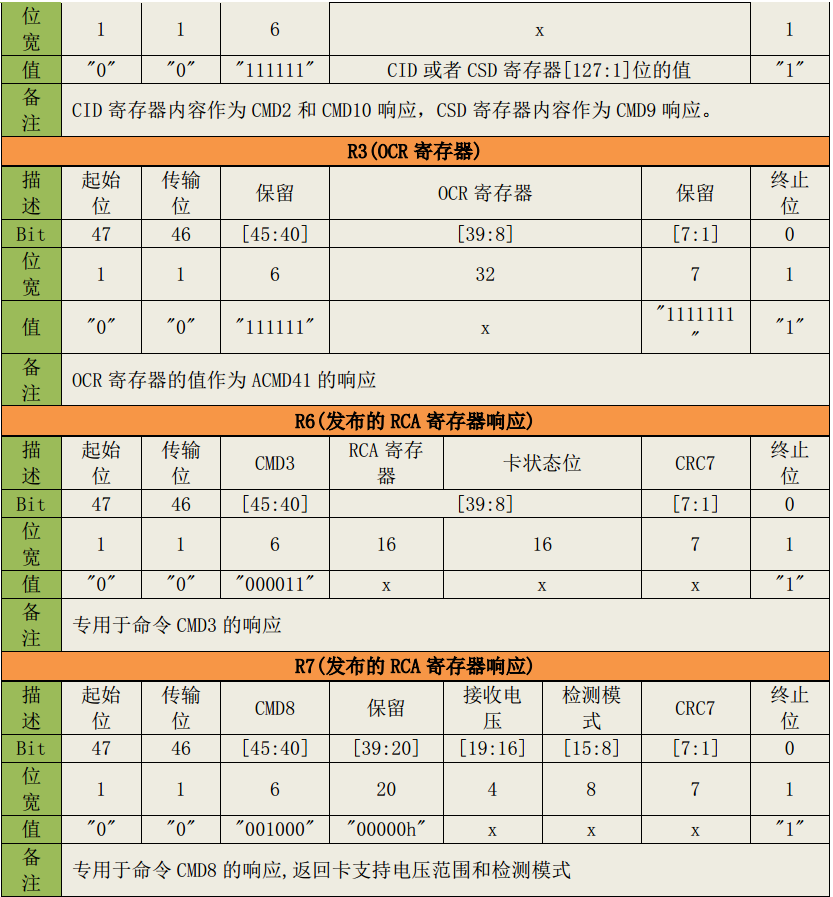 位宽 1 1 6 x 1
值 "0" "0" "111111" CID 或者 CSD 寄存器[127:1]位的值 "1"
备注 CID 寄存器内容作为 CMD2 和 CMD10 响应，CSD 寄存器内容作为 CMD9 响应。
R3(OCR 寄存器)
描述 起始位 传输位 保留 OCR 寄存器 保留 终止位
Bit 47 46 [45:40] [39:8] [7:1] 0
位宽 1 1 6 32 7 1
值 "0" "0" "111111" x "1111111" "1"
备注 OCR 寄存器的值作为 ACMD41 的响应
R6(发布的 RCA 寄存器响应)
描述 起始位 传输位 CMD3 RCA 寄存器 卡状态位 CRC7 终止位
Bit 47 46 [45:40] [39:8] [7:1] 0
位宽 1 1 6 16 16 7 1
值 "0" "0" "000011" x x x "1"
备注 专用于命令 CMD3 的响应
R7(发布的 RCA 寄存器响应)
描述 起始位 传输位 CMD8 保留 接收电压 检测模式 CRC7 终止位
Bit 47 46 [45:40] [39:20] [19:16] [15:8] [7:1] 0
位宽 1 1 6 20 4 8 7 1
值 "0" "0" "001000" "00000h" x x x "1"
备注 专用于命令 CMD8 的响应,返回卡支持电压范围和检测模式